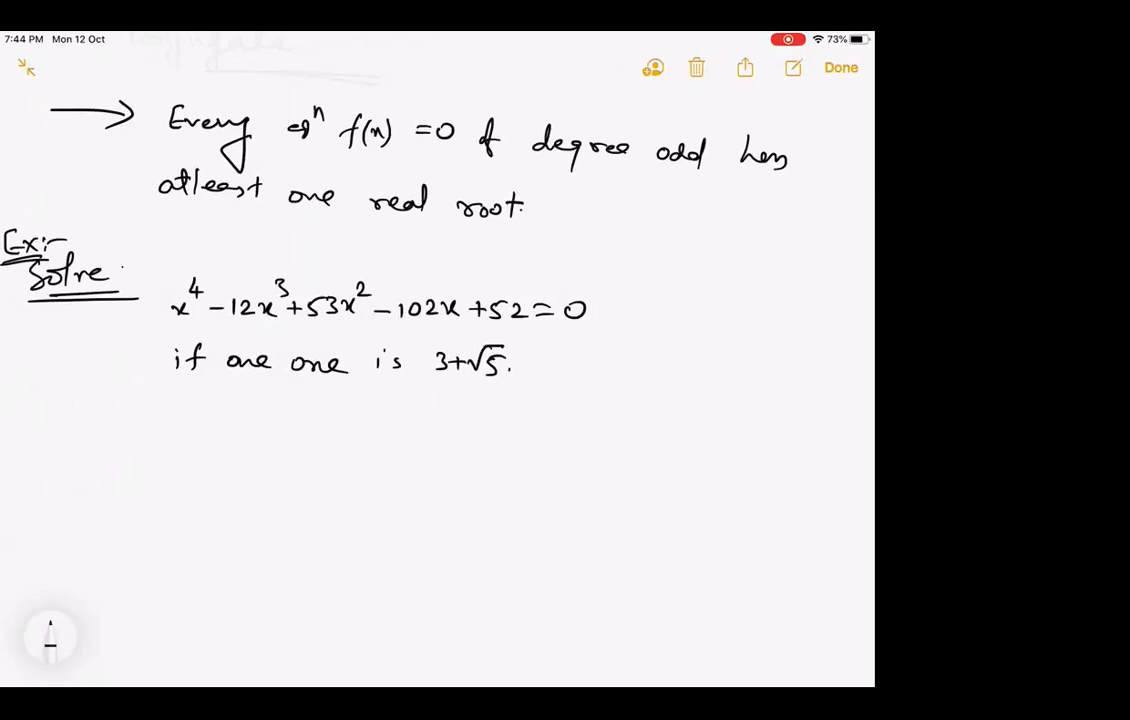 7:44 PM Mon 12 Oct
73%
Done
→ Every eqⁿ f(x) = 0 of degree odd has
atleast one real root.
Ex:-
Solve:
x⁴ - 12x³ + 53x² - 102x + 52 = 0
if one one is 3+√5.